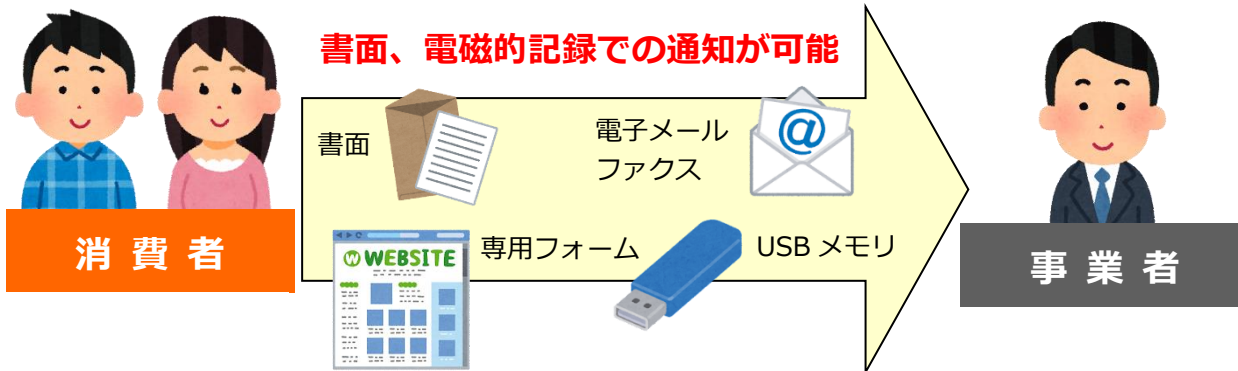 書面、電磁的記録での通知が可能
書面
電子メール
ファクス
専用フォーム
USB メモリ
WEBSITE
消費者
事業者